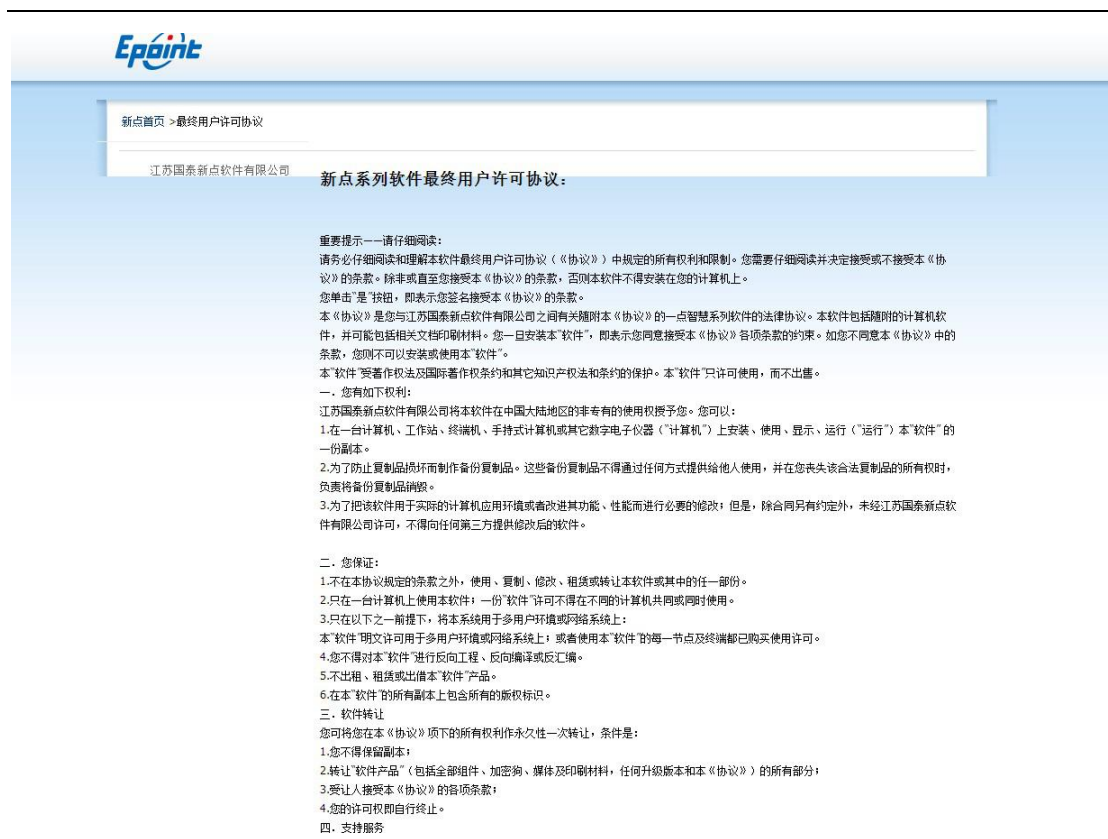 Epoint
新点首页 >最终用户许可协议
江苏国泰新点软件有限公司
新点系列软件最终用户许可协议：
重要提示——请仔细阅读：
请务必仔细阅读和理解本软件最终用户许可协议（《协议》）中规定的所有权利和限制。您需要仔细阅读并决定接受或不接受本《协
议》的条款。除非或直至您接受本《协议》的条款，否则本软件不得安装在您的计算机上。
您单击"是"按钮，即表示您签名接受本《协议》的条款。
本《协议》是您与江苏国泰新点软件有限公司之间有关随附本《协议》的一点智慧系列软件的法律协议。本软件包括随附的计算机软
件，并可能包括相关文档印刷材料。您一旦安装本"软件"，即表示您同意接受本《协议》各项条款的约束。如您不同意本《协议》中的
条款，您则不可以安装或使用本"软件"。
本"软件"受著作权法及国际著作权条约和其它知识产权法和条约的保护。本"软件"只许可使用，而不出售。
一．您有如下权利：
江苏国泰新点软件有限公司将本软件在中国大陆地区的非专有的使用权授予您。您可以：
1.在一台计算机、工作站、终端机、手持式计算机或其它数字电子仪器（"计算机"）上安装、使用、显示、运行（"运行"）本"软件"的
一份副本。
2.为了防止复制品损坏而制作备份复制品。这些备份复制品不得通过任何方式提供给他人使用，并在您丧失该合法复制品的所有权时，
负责将备份复制品销毁。
3.为了把该软件用于实际的计算机应用环境或者改进其功能、性能而进行必要的修改；但是，除合同另有约定外，未经江苏国泰新点软
件有限公司许可，不得向任何第三方提供修改后的软件。
二．您保证：
1.不在本协议规定的条款之外，使用、复制、修改、租赁或转让本软件或其中的任一部份。
2.只在一台计算机上使用本软件；一份"软件"许可不得在不同的计算机共同或同时使用。
3.只在以下之一前提下，将本系统用于多用户环境或网络系统上：
本"软件"明文许可用于多用户环境或网络系统上；或者使用本"软件"的每一节点及终端都已购买使用许可。
4.您不得对本"软件"进行反向工程、反向编译或反汇编。
5.不出租、租赁或出借本"软件"产品。
6.在本"软件"的所有副本上包含所有的版权标识。
三．软件转让
您可将您在本《协议》项下的所有权利作永久性一次转让，条件是：
1.您不得保留副本；
2.转让"软件产品"（包括全部组件、加密狗、媒体及印刷材料，任何升级版本和本《协议》）的所有部分；
3.受让人接受本《协议》的各项条款；
4.您的许可权即自行终止。
四．支持服务